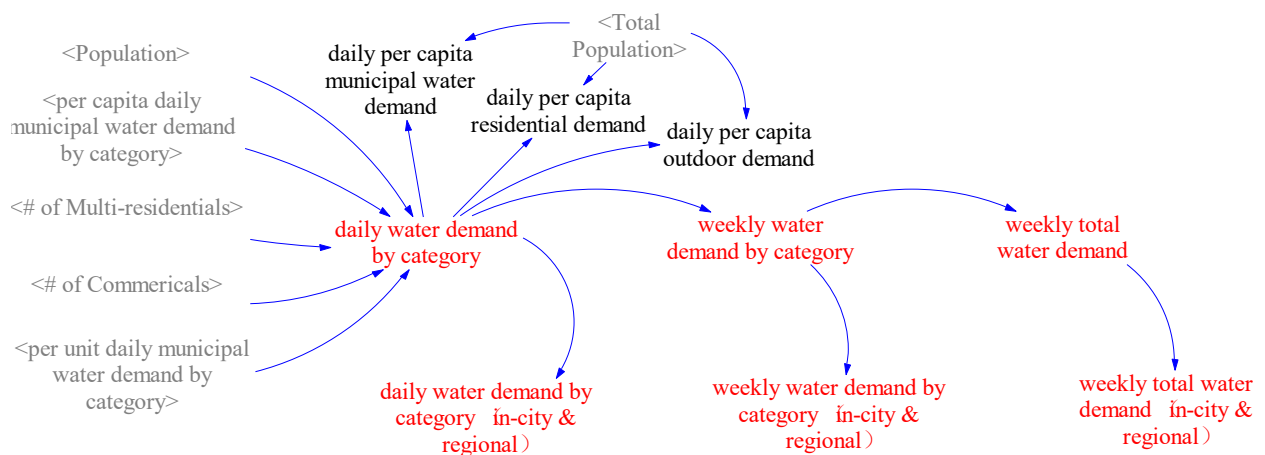 <Population>
<per capita daily
municipal water demand
by category>
<# of Multi-residentials>
<# of Commericals>
<per unit daily municipal
water demand by
category>
<Total
Population>
daily per capita
municipal water
demand
daily per capita
residential demand
daily per capita
outdoor demand
daily water demand
by category
weekly water
demand by category
weekly total
water demand
daily water demand by
category (in-city &
regional)
weekly water demand by
category (in-city &
regional)
weekly total water
demand (in-city &
regional)